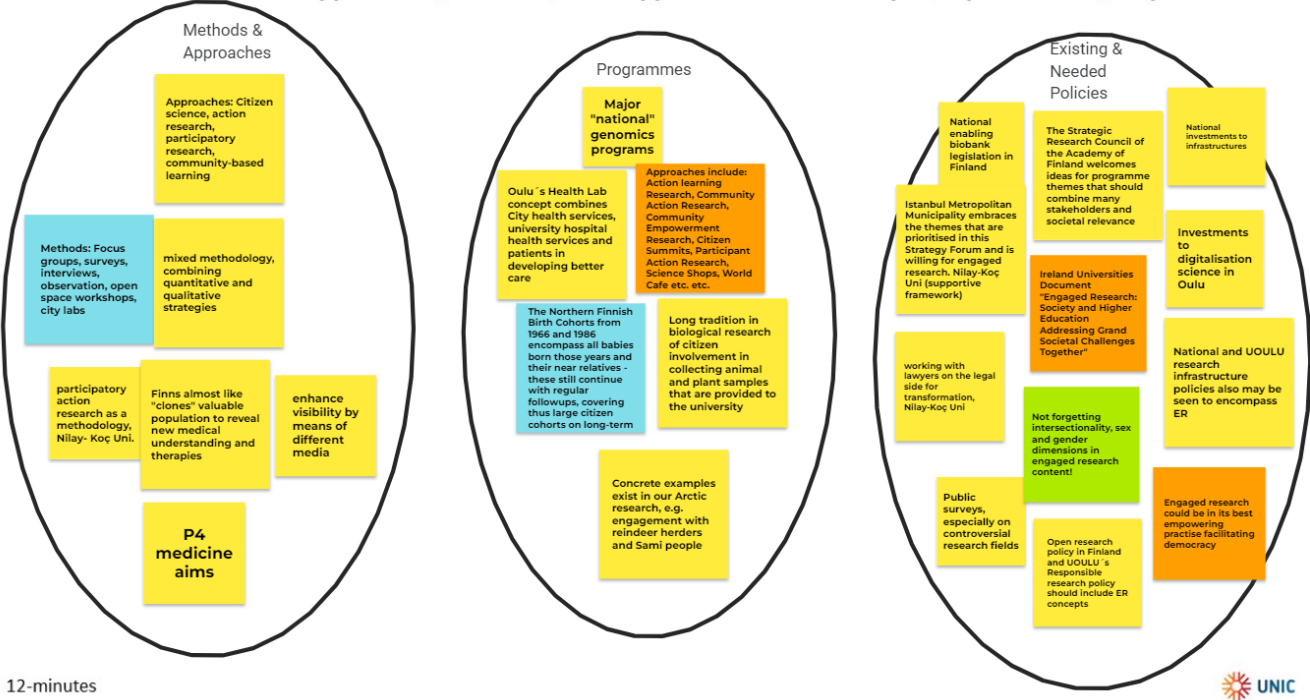 Methods &
Approaches
Approaches: Citizen
science, action
research,
participatory
research,
community-based
learning
Methods: Focus
groups, surveys,
interviews,
observation, open
space workshops,
city labs
mixed methodology,
combining
quantitative and
qualitative
strategies
participatory
action
research as a
methodology,
Nilay- Koç Uni.
Finns almost like
"clones" valuable
population to reveal
new medical
understanding and
therapies
enhance
visibility by
means of
different
media
P4
medicine
aims
Programmes
Major
"national"
genomics
programs
Oulu´s Health Lab
concept combines
City health services,
university hospital
health services and
patients in
developing better
care
Approaches include:
Action learning
Research, Community
Action Research,
Community
Empowerment
Research, Citizen
Summits, Participant
Action Research,
Science Shops, World
Cafe etc. etc.
The Northern Finnish
Birth Cohorts from
1966 and 1986
encompass all babies
born those years and
their near relatives -
these still continue
with regular
followups, covering
thus large citizen
cohorts on long-term
Long tradition in
biological research
of citizen
involvement in
collecting animal
and plant samples
that are provided to
the university
Concrete examples
exist in our Arctic
research, e.g.
engagement with
reindeer herders
and Sami people
Existing &
Needed
Policies
National
enabling
biobank
legislation in
Finland
The Strategic
Research Council of
the Academy of
Finland welcomes
ideas for programme
themes that should
combine many
stakeholders and
societal relevance
National
investments to
infrastructures
Istanbul Metropolitan
Municipality embraces
the themes that are
prioritised in this
Strategy Forum and is
willing for engaged
research. Nilay-Koç
Uni (supportive
framework)
Investments
to
digitalisation
science in
Oulu
Ireland Universities
Document
"Engaged Research:
Society and Higher
Education
Addressing Grand
Societal Challenges
Together"
National and UOULU
research
infrastructure
policies also may be
seen to encompass
ER
working with
lawyers on the legal
side for
transformation,
Nilay-Koç Uni
Not forgetting
intersectionality, sex
and gender
dimensions in
engaged research
content!
Public
surveys,
especially on
controversial
research fields
Open research
policy in Finland
and UOULU´s
Responsible
research policy
should include ER
concepts
Engaged research
could be in its best
empowering
practise facilitating
democracy
12-minutes
UNIC